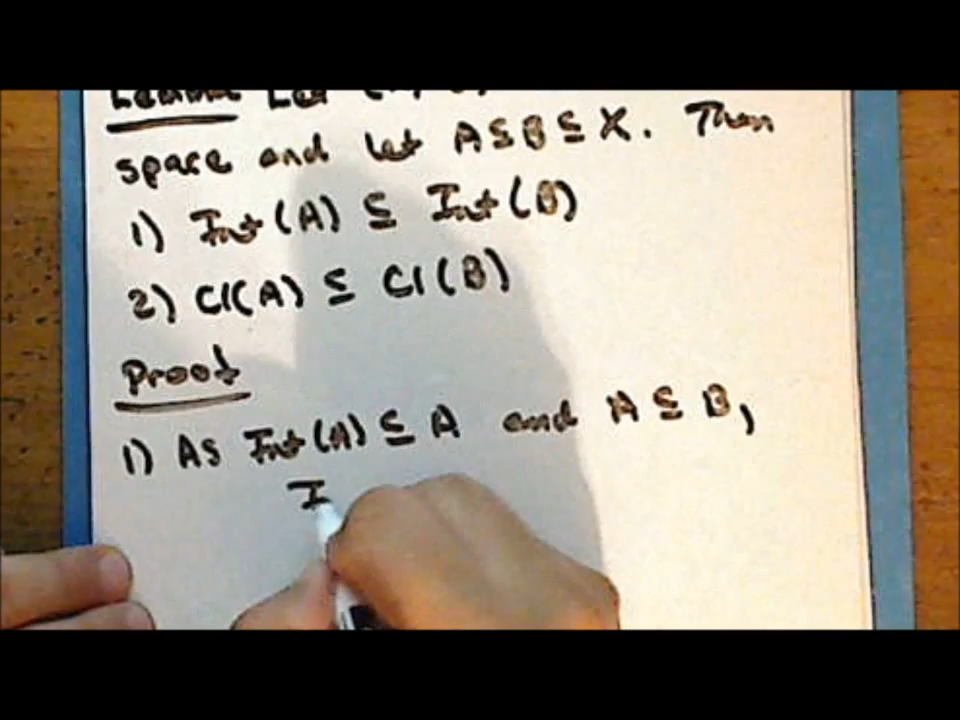 Let
space and let A ⊆ B ⊆ X. Then
1) Int(A) ⊆ Int(B)
2) Cl(A) ⊆ Cl(B)
Proof
1) As Int(A) ⊆ A and A ⊆ B,
I